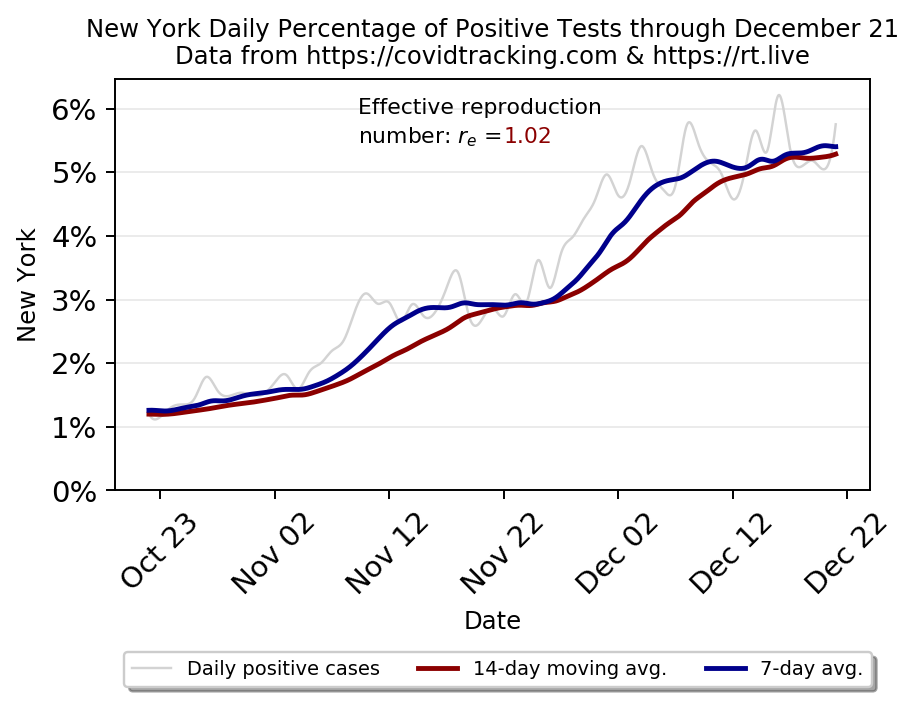 New York Daily Percentage of Positive Tests through December 21
Data from https://covidtracking.com & https://rt.live
Effective reproduction
number: rₑ =1.02
6%
5%
4%
3%
2%
1%
0%
New York
Oct 23
Nov 02
Nov 12
Nov 22
Dec 02
Dec 12
Dec 22
Date
Daily positive cases
14-day moving avg.
7-day avg.